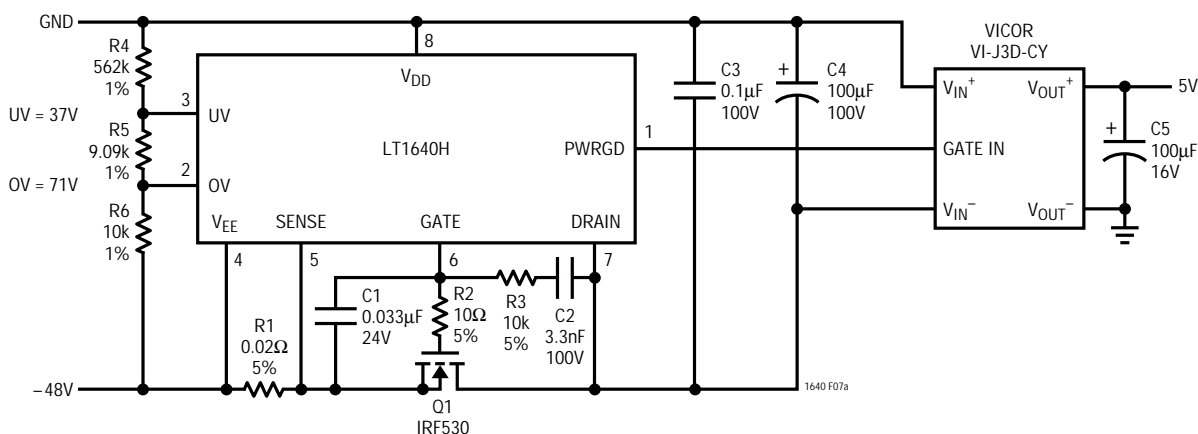 GND
R4
562k
1%
UV = 37V
R5
9.09k
1%
OV = 71V
R6
10k
1%
–48V
8
VDD
3
UV
2
OV
LT1640H
1
PWRGD
VEE
SENSE
GATE
DRAIN
4
5
6
7
R1
0.02Ω
5%
C1
0.033µF
24V
R2
10Ω
5%
R3
10k
5%
C2
3.3nF
100V
Q1
IRF530
C3
0.1µF
100V
+
C4
100µF
100V
VICOR
VI-J3D-CY
VIN+
VOUT+
GATE IN
VIN–
VOUT–
5V
+
C5
100µF
16V
1640 F07a